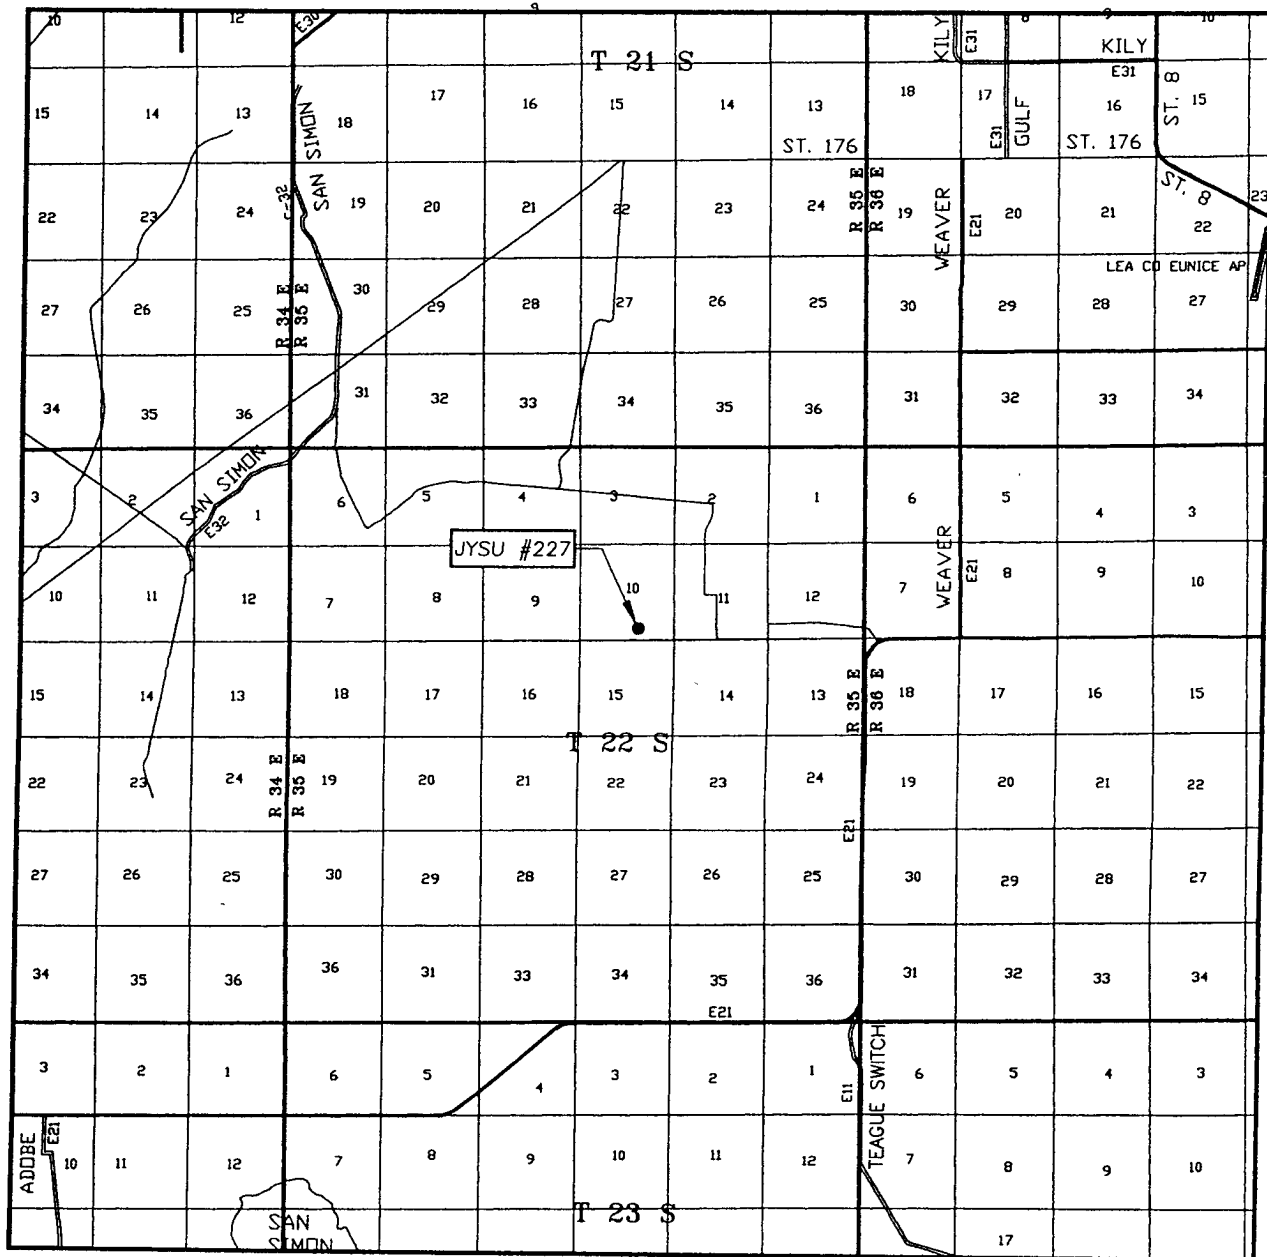 10 12 E30 9 KILY E31 8 9 10
T 21 S KILY E31
15 14 13 SAN SIMON 18 17 16 15 14 13 18 17 E31 GULF 16 ST. 8 15
ST. 176 ST. 176
22 23 24 19 20 21 22 23 24 R 35 E R 36 E 19 WEAVER E21 20 21 ST. 8 22 23
LEA CO EUNICE AP
27 26 25 R 34 E R 35 E 30 29 28 27 26 25 30 29 28 27
34 35 36 31 32 33 34 35 36 31 32 33 34
3 2 SAN SIMON E32 1 6 5 4 3 2 1 6 5 4 3
JYSU #227
10 11 12 7 8 9 10 11 12 7 WEAVER E21 8 9 10
15 14 13 18 17 16 15 14 13 R 35 E R 36 E 18 17 16 15
T 22 S
22 23 24 R 34 E R 35 E 19 20 21 22 23 24 19 20 21 22
E21
27 26 25 30 29 28 27 26 25 30 29 28 27
34 35 36 36 31 33 34 35 36 31 32 33 34
E21
3 2 1 6 5 4 3 2 1 E11 TEAGUE SWITCH 6 5 4 3
ADOBE E21 10 11 12 7 8 9 10 11 12 7 8 9 10
SAN SIMON T 23 S 17